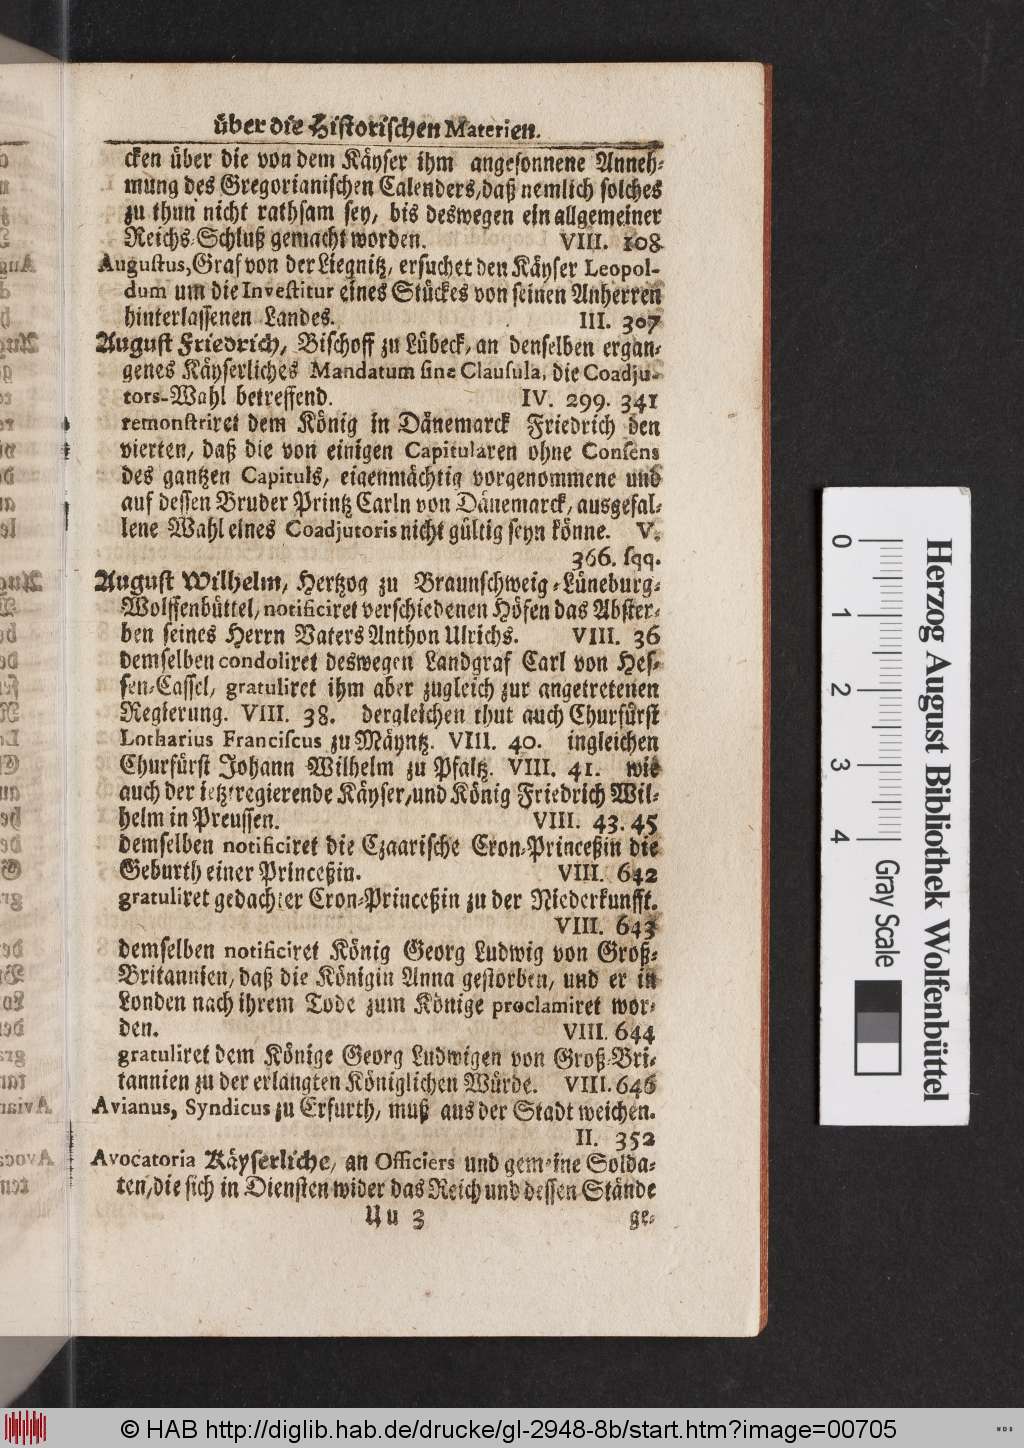 über die Historischen Materien.
cken über die von dem Käyser ihm angesonnene Anneh-
mung des Gregorianischen Calenders, daß nemlich solches
zu thun nicht rathsam sey, bis deswegen ein allgemeiner
Reichs-Schluß gemacht worden. VIII. 108
Augustus, Graf von der Liegnitz, ersuchet den Käyser Leopol-
dum um die Investitur eines Stückes von seinen Anherren
hinterlassenen Landes. III. 307
August Friedrich, Bischoff zu Lübeck, an denselben ergan-
genes Käyserliches Mandatum sine Clausula, die Coadju-
tors-Wahl betreffend. IV. 299. 341
remonstriret dem König in Dänemarck Friedrich den
vierten, daß die von einigen Capitularen ohne Consens
des gantzen Capituls, eigenmächtig vorgenommene und
auf dessen Bruder Printz Carln von Dänemarck, ausgefal-
lene Wahl eines Coadjutoris nicht gültig seyn könne. V.
366. sqq.
August Wilhelm, Hertzog zu Braunschweig-Lüneburg-
Wolffenbüttel, notificiret verschiedenen Höfen das Abster-
ben seines Herrn Vaters Anthon Ulrichs. VIII. 36
demselben condoliret deswegen Landgraf Carl von Hes-
sen-Cassel, gratuliret ihm aber zugleich zur angetretenen
Regierung. VIII. 38. dergleichen thut auch Churfürst
Lotharius Franciscus zu Mäyntz. VIII. 40. ingleichen
Churfürst Johann Wilhelm zu Pfaltz. VIII. 41. wie
auch der ietzt regierende Käyser, und König Friedrich Wil-
helm in Preussen. VIII. 43. 45
demselben notificiret die Czaarische Cron-Princeßin die
Geburth einer Princeßin. VIII. 642
gratuliret gedachter Cron-Princeßin zu der Niederkunfft.
VIII. 643
demselben notificiret König Georg Ludwig von Groß-
Britannien, daß die Königin Anna gestorben, und er in
Londen nach ihrem Tode zum Könige proclamiret wor-
den. VIII. 644
gratuliret dem Könige Georg Ludwigen von Groß-Bri-
tannien zu der erlangten Königlichen Würde. VIII. 646
Avianus, Syndicus zu Erfurth, muß aus der Stadt weichen.
II. 352
Avocatoria Käyserliche, an Officiers und gemeine Solda-
ten, die sich in Diensten wider das Reich und dessen Stände
Uu 3 ge-
0 1 2 3 4
Gray Scale
Herzog August Bibliothek Wolfenbüttel
© HAB http://diglib.hab.de/drucke/gl-2948-8b/start.htm?image=00705